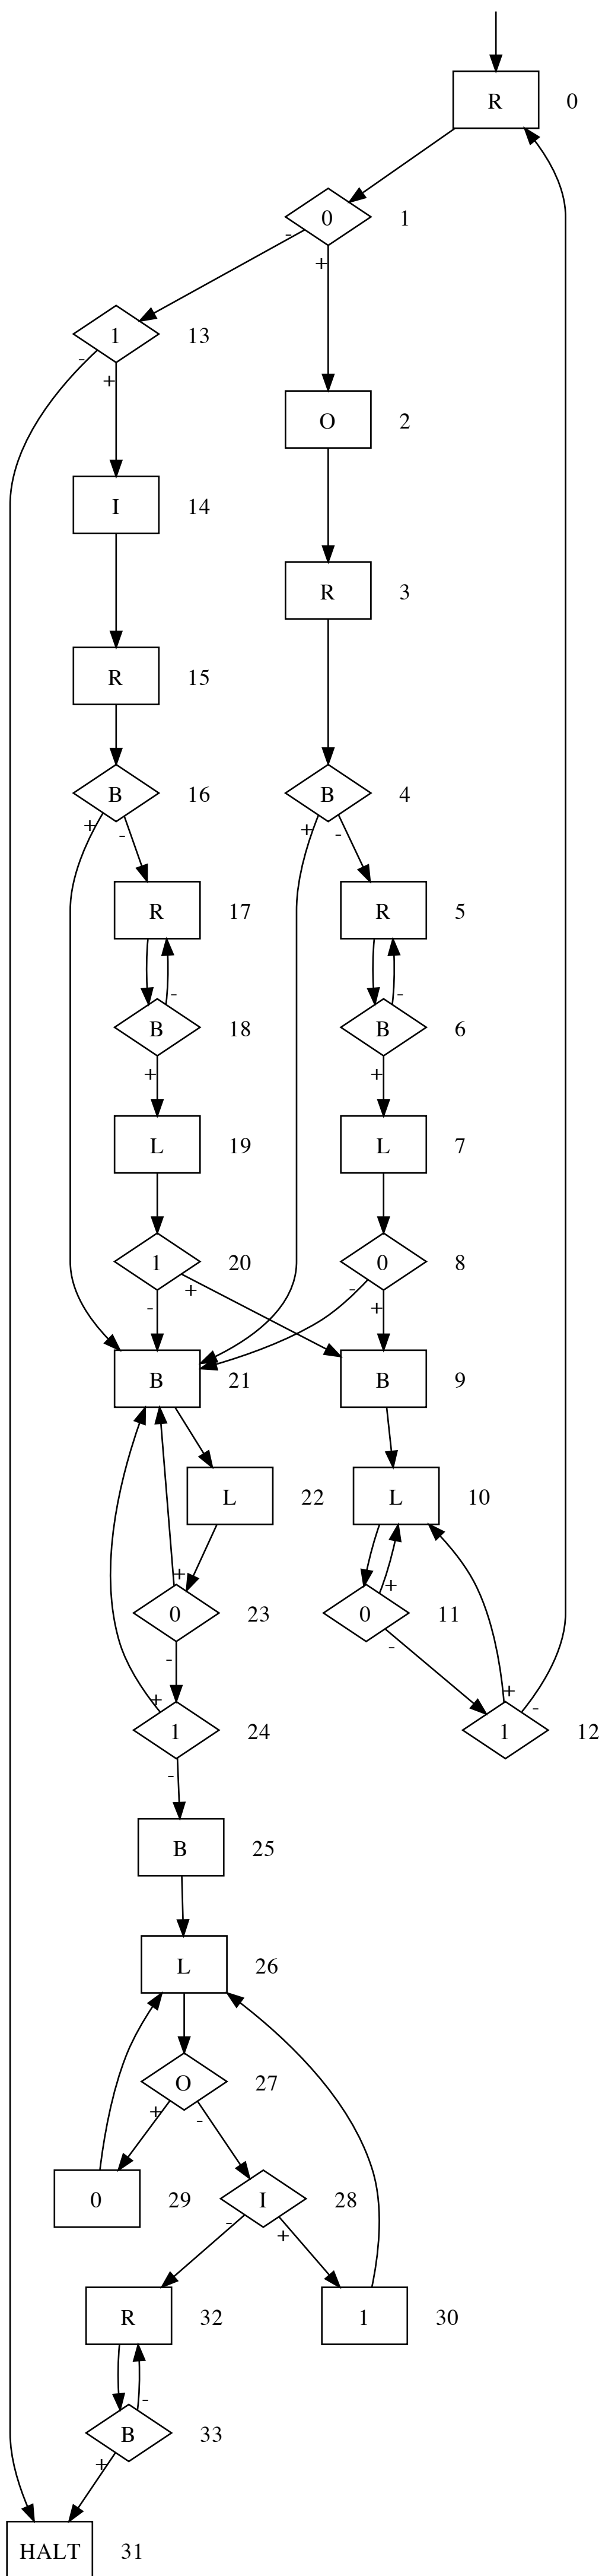 R 0
0 1
- +
1 13
- +
O 2
I 14
R 3
R 15
B 16
B 4
+ - + -
R 17
R 5
- -
B 18
B 6
+ +
L 19
L 7
1 20
0 8
- + - +
B 21
B 9
L 22
L 10
+ +
0 23
0 11
- -
+ + -
1 24
1 12
-
B 25
L 26
O 27
+ -
0 29
I 28
- +
R 32
1 30
-
B 33
+
HALT 31